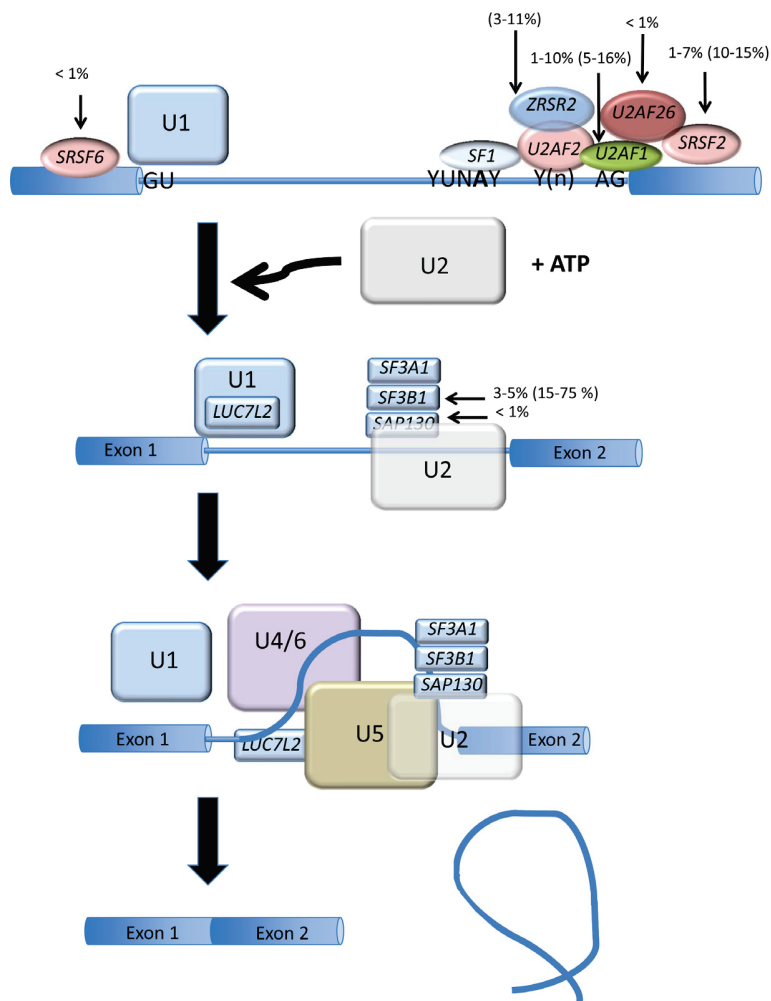 (3-11%)
< 1%
1-10% (5-16%)
1-7% (10-15%)
< 1%
ZRSR2
U2AF26
U1
SRSF6
SF1
U2AF2
U2AF1
SRSF2
GU
YUNAY
Y(n)
AG
U2
+ ATP
SF3A1
U1
SF3B1
3-5% (15-75 %)
LUC7L2
SAP130
< 1%
Exon 1
U2
Exon 2
U1
U4/6
SF3A1
SF3B1
SAP130
Exon 1
LUC7L2
U5
U2
Exon 2
Exon 1
Exon 2